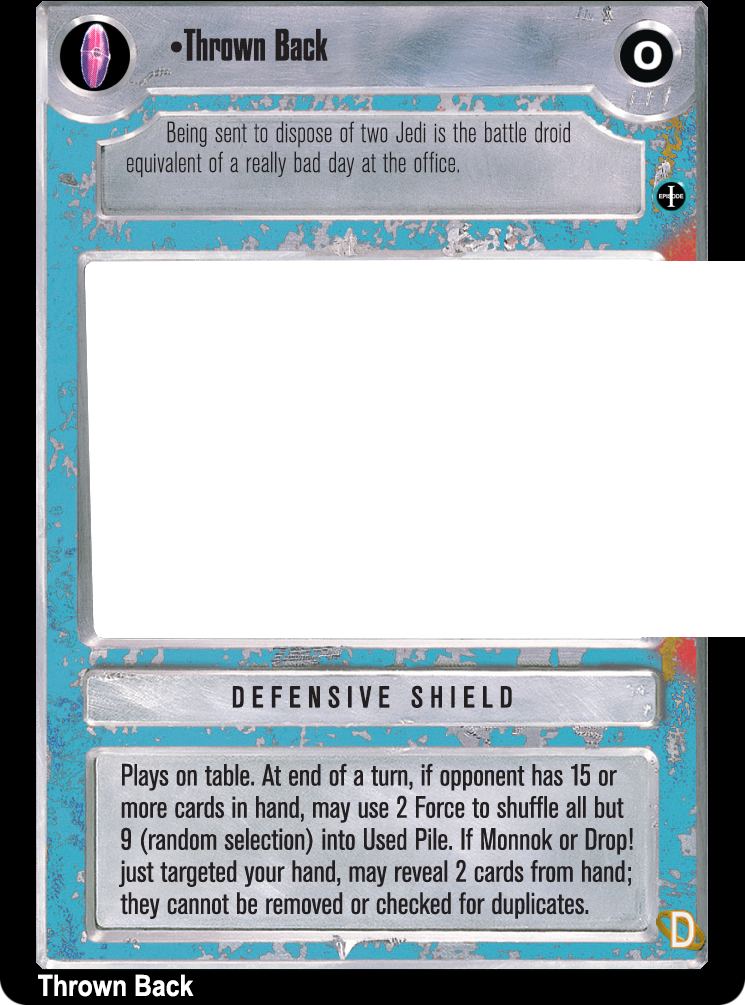 •Thrown Back
0
Being sent to dispose of two Jedi is the battle droid
equivalent of a really bad day at the office.
EPISODE I
DEFENSIVE SHIELD
Plays on table. At end of a turn, if opponent has 15 or
more cards in hand, may use 2 Force to shuffle all but
9 (random selection) into Used Pile. If Monnok or Drop!
just targeted your hand, may reveal 2 cards from hand;
they cannot be removed or checked for duplicates.
D
Thrown Back